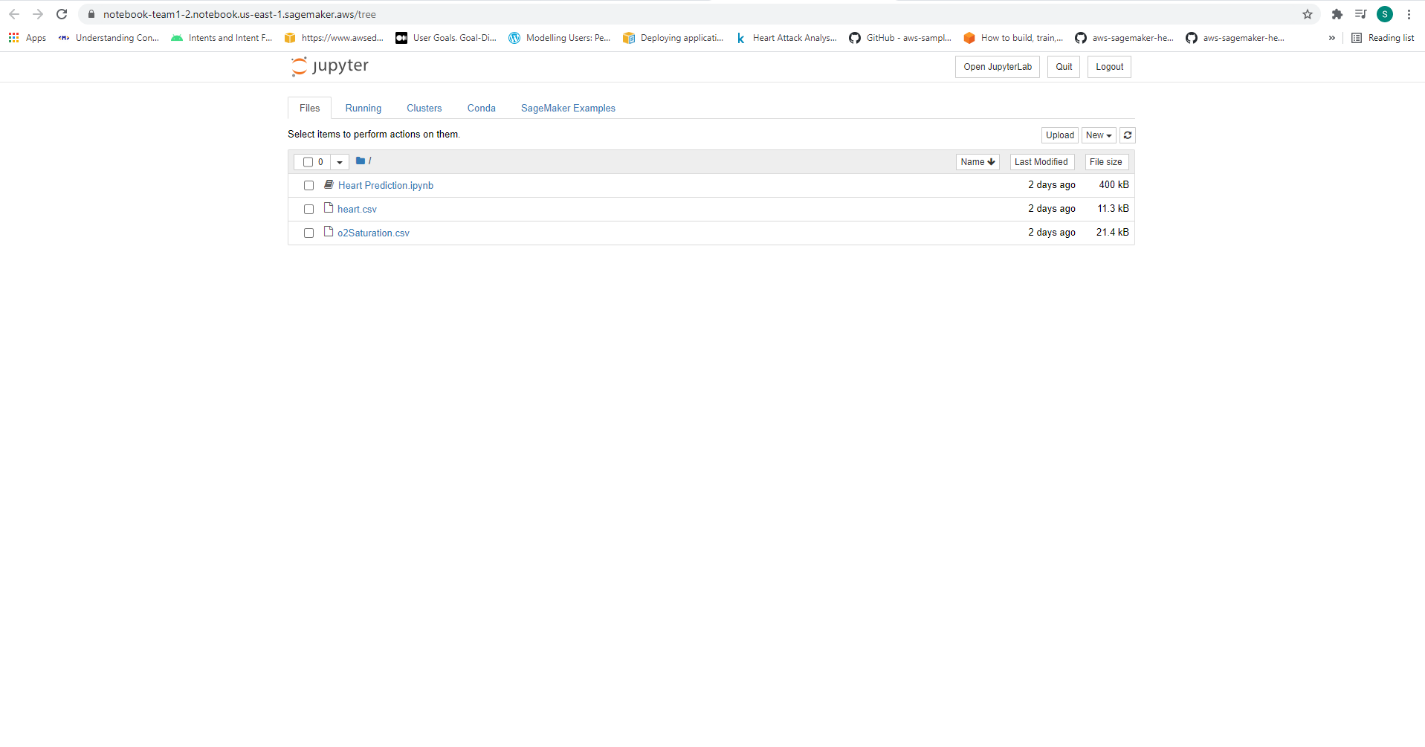 notebook-team1-2.notebook.us-east-1.sagemaker.aws/tree
S
Apps Understanding Con... Intents and Intent F... https://www.awsed... User Goals. Goal-Di... Modelling Users: Pe... Deploying applicati... k Heart Attack Analys... GitHub - aws-sampl... How to build, train,... aws-sagemaker-he... aws-sagemaker-he... » Reading list
jupyter
Open JupyterLab Quit Logout
Files Running Clusters Conda SageMaker Examples
Select items to perform actions on them.
Upload New
0 / Name Last Modified File size
Heart Prediction.ipynb 2 days ago 400 kB
heart.csv 2 days ago 11.3 kB
o2Saturation.csv 2 days ago 21.4 kB